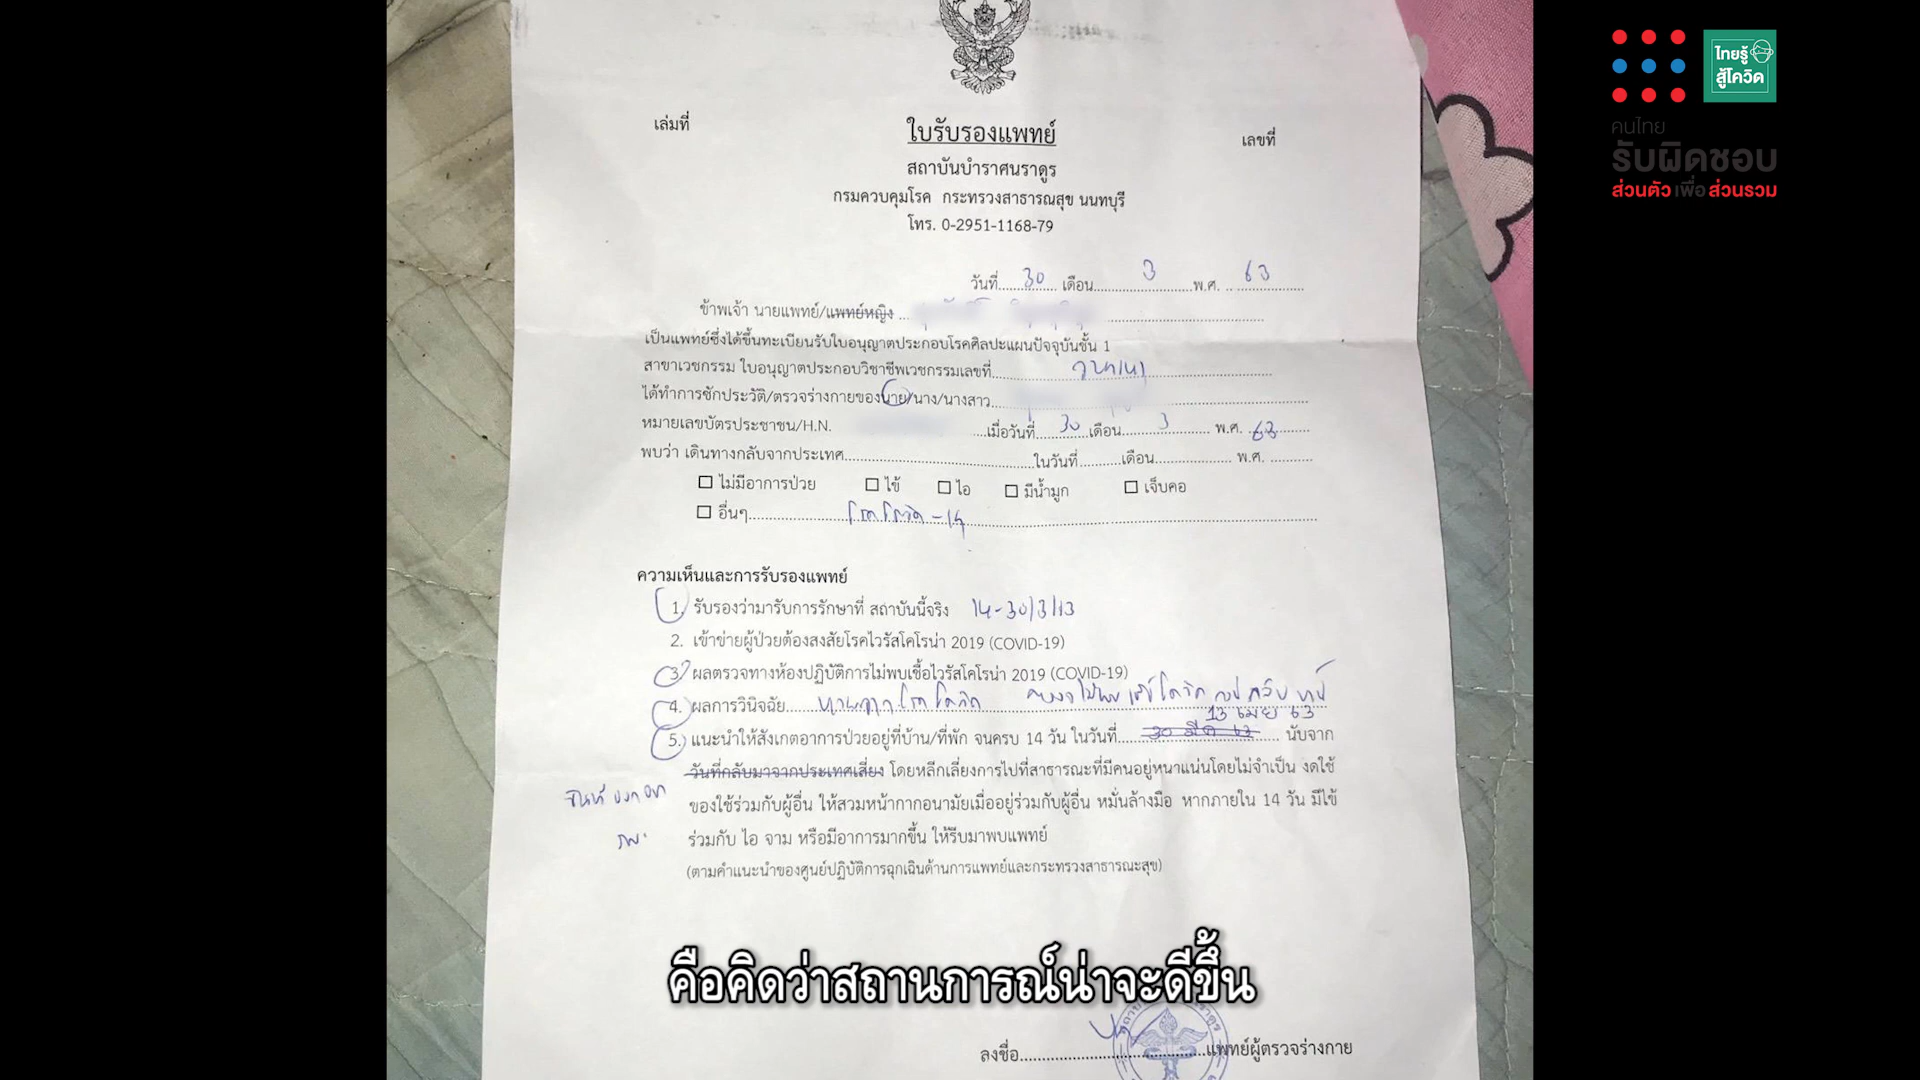 ไทยรู้
สู้โควิด
คนไทย
รับผิดชอบ
ส่วนตัว เพื่อ ส่วนรวม
เล่มที่
ใบรับรองแพทย์
เลขที่
สถาบันบำราศนราดูร
กรมควบคุมโรค กระทรวงสาธารณสุข นนทบุรี
โทร. 0-2951-1168-79
วันที่ 30 เดือน 3 พ.ศ. 63
ข้าพเจ้า นายแพทย์/แพทย์หญิง
เป็นแพทย์ซึ่งได้ขึ้นทะเบียนรับใบอนุญาตประกอบโรคศิลปะแผนปัจจุบันชั้น 1
สาขาเวชกรรม ใบอนุญาตประกอบวิชาชีพเวชกรรมเลขที่
ได้ทำการซักประวัติ/ตรวจร่างกายของนาย/นาง/นางสาว
หมายเลขบัตรประชาชน/H.N. เมื่อวันที่ 30 เดือน 3 พ.ศ. 63
พบว่า เดินทางกลับจากประเทศ ในวันที่ เดือน พ.ศ.
ไม่มีอาการป่วย ไข้ ไอ มีน้ำมูก เจ็บคอ
อื่นๆ
ความเห็นและการรับรองแพทย์
1. รับรองว่ามารับการรักษาที่ สถาบันนี้จริง
2. เข้าข่ายผู้ป่วยต้องสงสัยโรคไวรัสโคโรน่า 2019 (COVID-19)
3. ผลตรวจทางห้องปฏิบัติการไม่พบเชื้อไวรัสโคโรน่า 2019 (COVID-19)
4. ผลการวินิจฉัย
13 เมย 63
5. แนะนำให้สังเกตอาการป่วยอยู่ที่บ้าน/ที่พัก จนครบ 14 วัน ในวันที่ 30 มีค 63 นับจาก
วันที่กลับมาจากประเทศเสี่ยง โดยหลีกเลี่ยงการไปที่สาธารณะที่มีคนอยู่หนาแน่นโดยไม่จำเป็น งดใช้
ของใช้ร่วมกับผู้อื่น ให้สวมหน้ากากอนามัยเมื่ออยู่ร่วมกับผู้อื่น หมั่นล้างมือ หากภายใน 14 วัน มีไข้
ร่วมกับ ไอ จาม หรือมีอาการมากขึ้น ให้รีบมาพบแพทย์
(ตามคำแนะนำของศูนย์ปฏิบัติการฉุกเฉินด้านการแพทย์และกระทรวงสาธารณะสุข)
คือคิดว่าสถานการณ์น่าจะดีขึ้น
ลงชื่อ แพทย์ผู้ตรวจร่างกาย